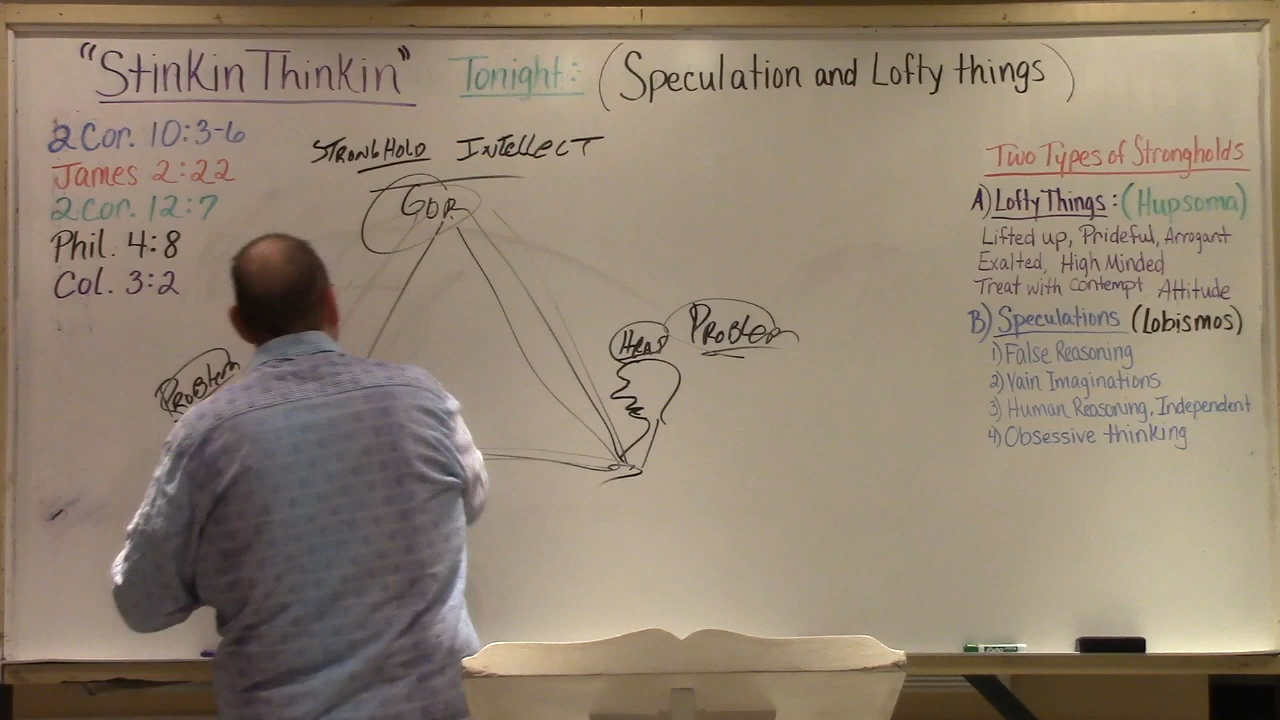 "Stinkin Thinkin" Tonight: (Speculation and Lofty things)
2 Cor. 10:3-6
James 2:22
2 Cor. 12:7
Phil. 4:8
Col. 3:2
STRONGHOLD INTELLECT
GOD
Problem
HEAD
PROBLEM
Two Types of Strongholds
A) Lofty Things: (Hupsoma)
Lifted up, Prideful, Arrogant
Exalted, High Minded
Treat with contempt Attitude
B) Speculations (Lobismos)
1) False Reasoning
2) Vain Imaginations
3) Human Reasoning, Independent
4) Obsessive thinking